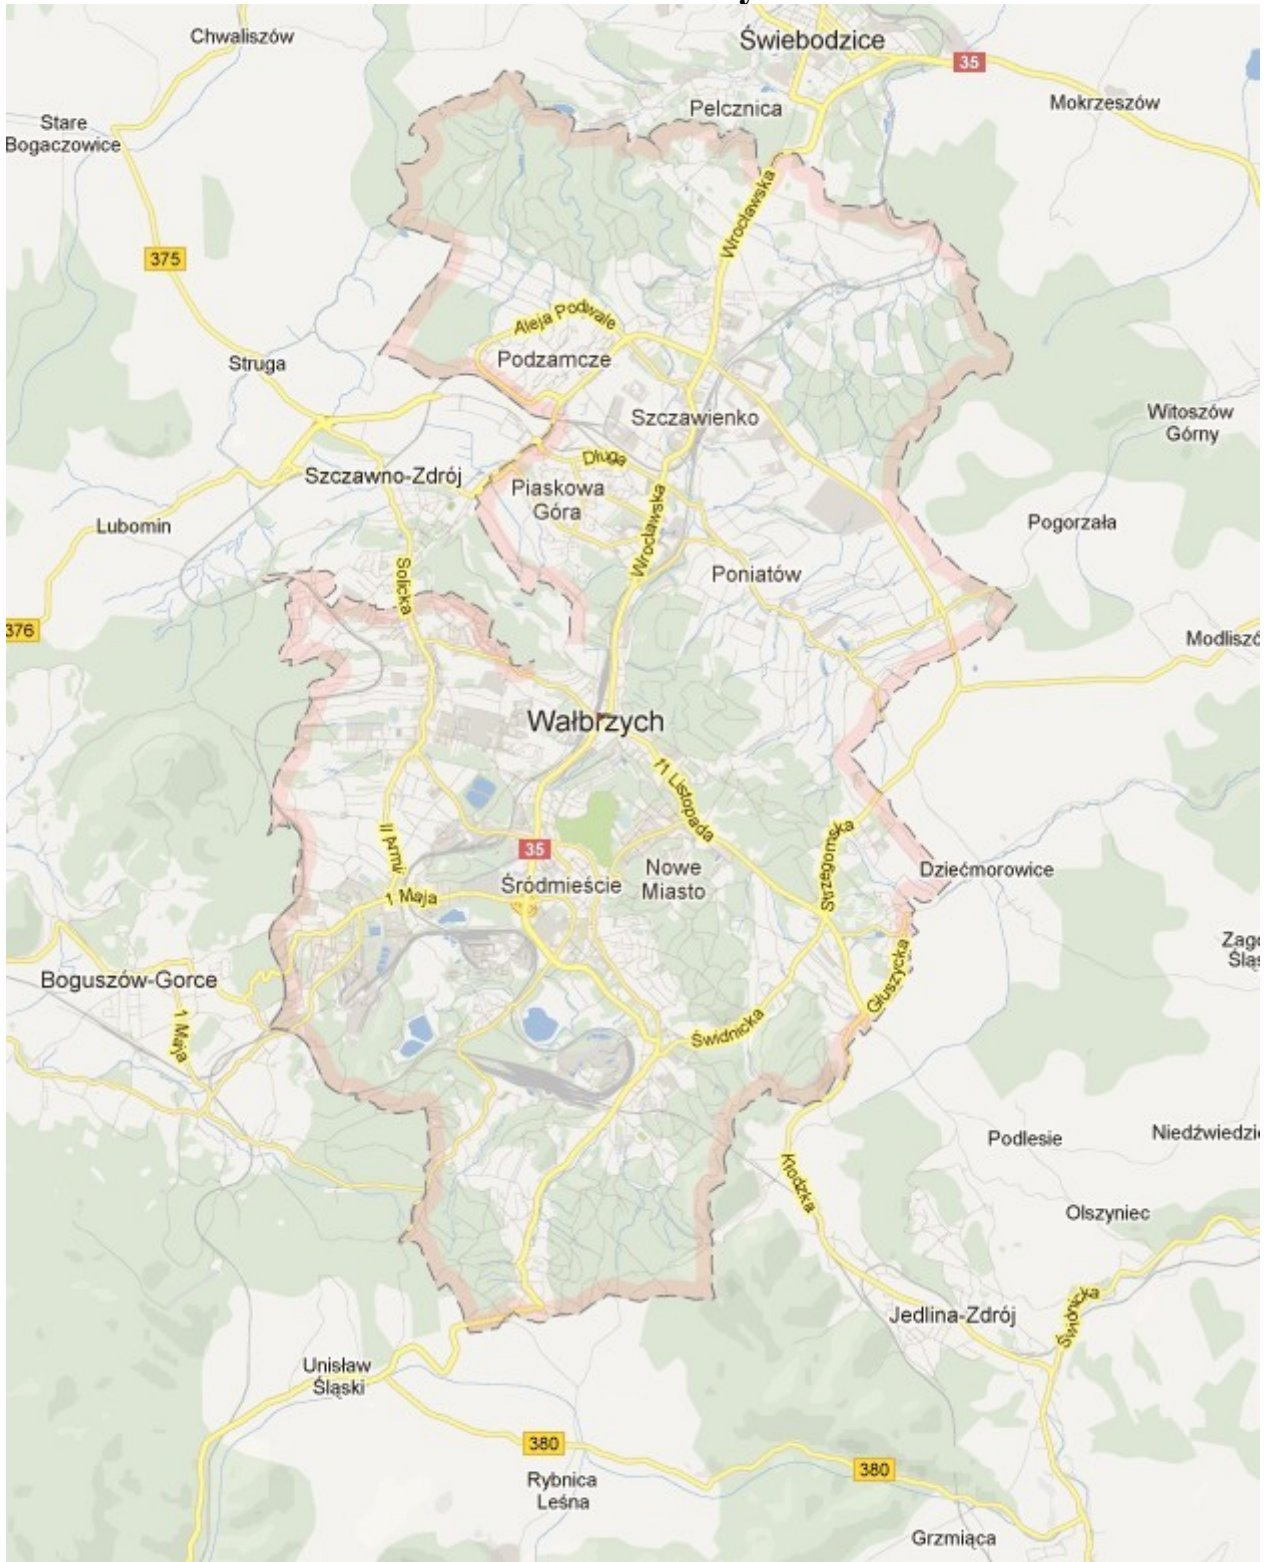 Chwaliszów
Świebodzice
35
Mokrzeszów
Pelcznica
Stare
Bogaczowice
Wrocławska
375
Aleja Podwale
Podzamcze
Struga
Szczawienko
Witoszów
Górny
Długa
Szczawno-Zdrój
Piaskowa
Góra
Lubomin
Wrocławska
Pogorzała
Solicka
Poniatów
376
Modliszó
Wałbrzych
11 Listopada
II Armii
35
Strzegomska
Nowe
Miasto
Dziećmorowice
Śródmieście
1 Maja
Zagó
Śląs
Boguszów-Gorce
Głuszycka
1 Maja
Świdnicka
Podlesie
Niedźwiedzi
Kłodzka
Olszyniec
Jedlina-Zdrój
Świdnicka
Unisław
Śląski
380
380
Rybnica
Leśna
Grzmiąca